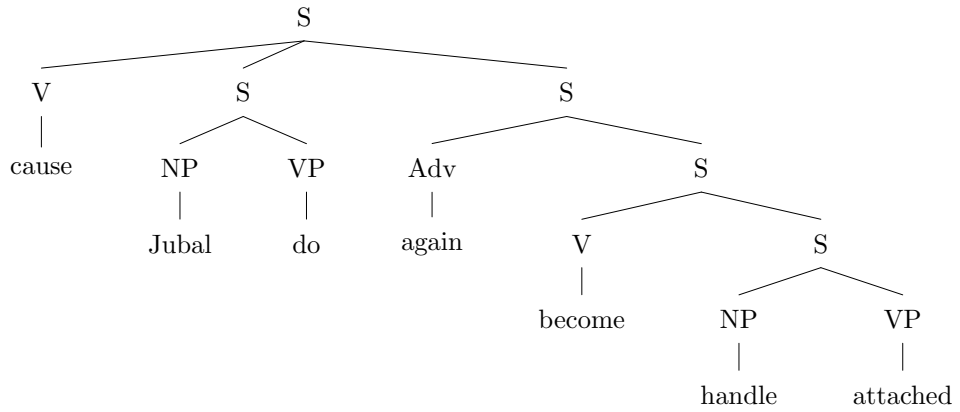 S
V S S
cause NP VP Adv S
Jubal do again V S
become NP VP
handle attached